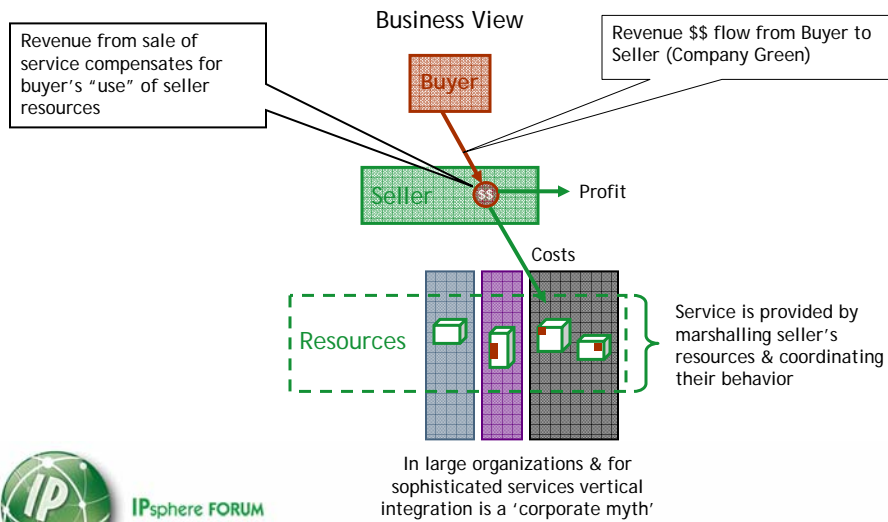 Business View
Revenue from sale of
service compensates for
buyer's “use” of seller
resources
Revenue $$ flow from Buyer to
Seller (Company Green)
Buyer
Seller
$$
Profit
Costs
Resources
Service is provided by
marshalling seller's
resources & coordinating
their behavior
In large organizations & for
sophisticated services vertical
integration is a ‘corporate myth’
IP
IPsphere FORUM